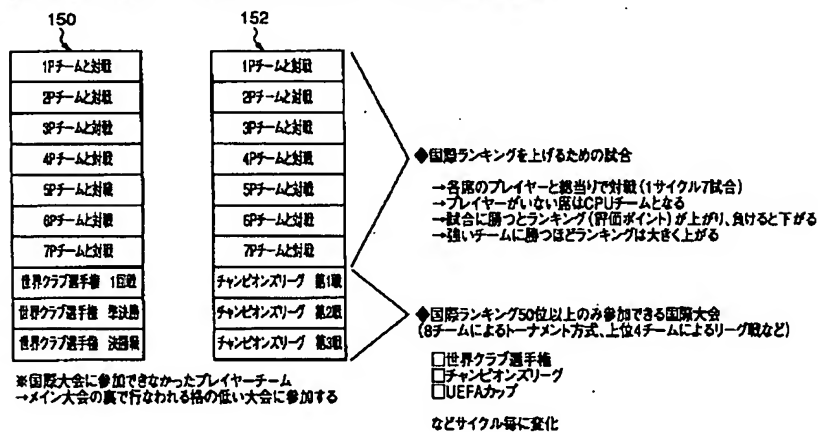 150
1Pチームと対戦
2Pチームと対戦
3Pチームと対戦
4Pチームと対戦
5Pチームと対戦
6Pチームと対戦
7Pチームと対戦
世界クラブ選手権 1回戦
世界クラブ選手権 準決勝
世界クラブ選手権 決勝戦
※国際大会に参加できなかったプレイヤーチーム
→メイン大会の裏で行なわれる格の低い大会に参加する
152
1Pチームと対戦
2Pチームと対戦
3Pチームと対戦
4Pチームと対戦
5Pチームと対戦
6Pチームと対戦
7Pチームと対戦
チャンピオンズリーグ 第1戦
チャンピオンズリーグ 第2戦
チャンピオンズリーグ 第3戦
◆国際ランキングを上げるための試合
→各席のプレイヤーと総当りで対戦(1サイクル7試合)
→プレイヤーがいない席はCPUチームとなる
→試合に勝つとランキング(評価ポイント)が上がり、負けると下がる
→強いチームに勝つほどランキングは大きく上がる
◆国際ランキング50位以上のみ参加できる国際大会
(8チームによるトーナメント方式、上位4チームによるリーグ戦など)
□世界クラブ選手権
□チャンピオンズリーグ
□UEFAカップ
などサイクル毎に変化